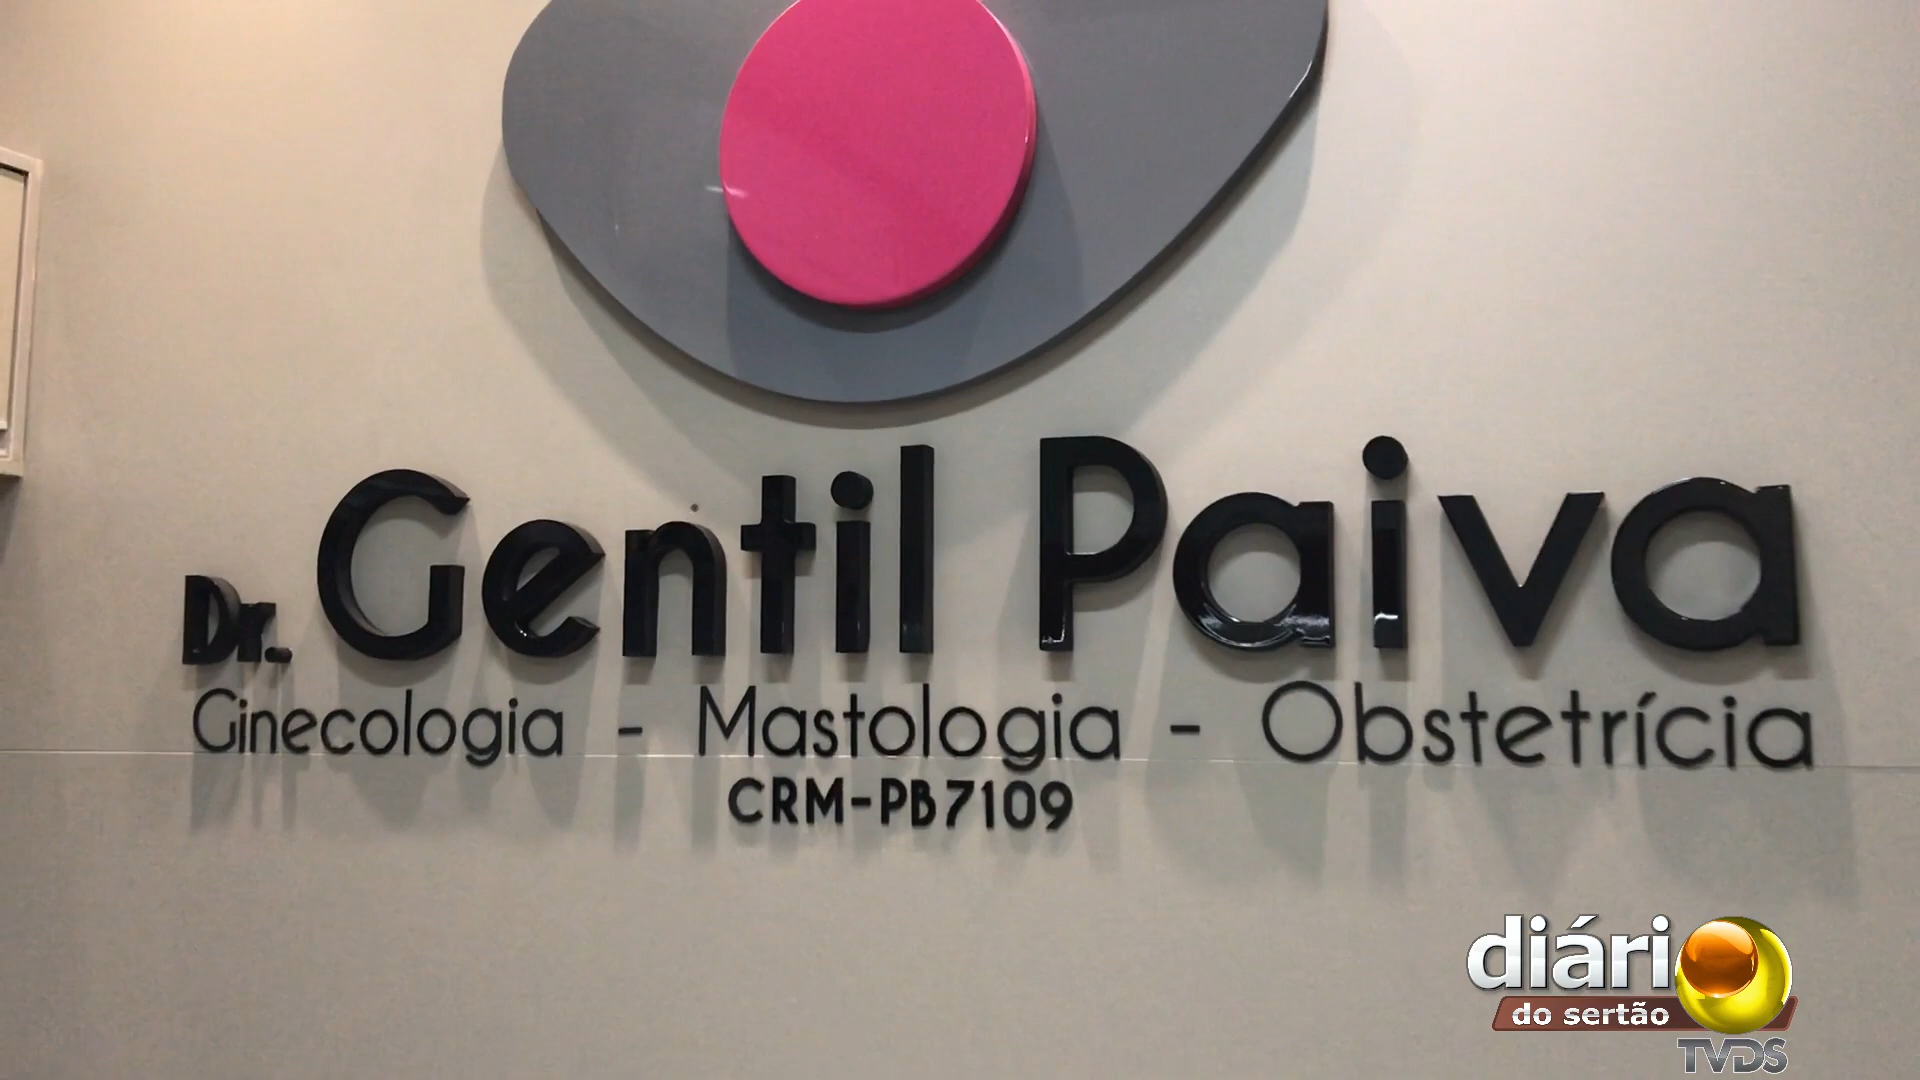 Dr. Gentil Paiva
Ginecologia - Mastologia - Obstetrícia
CRM-PB7109
diário
do sertão
TVDS